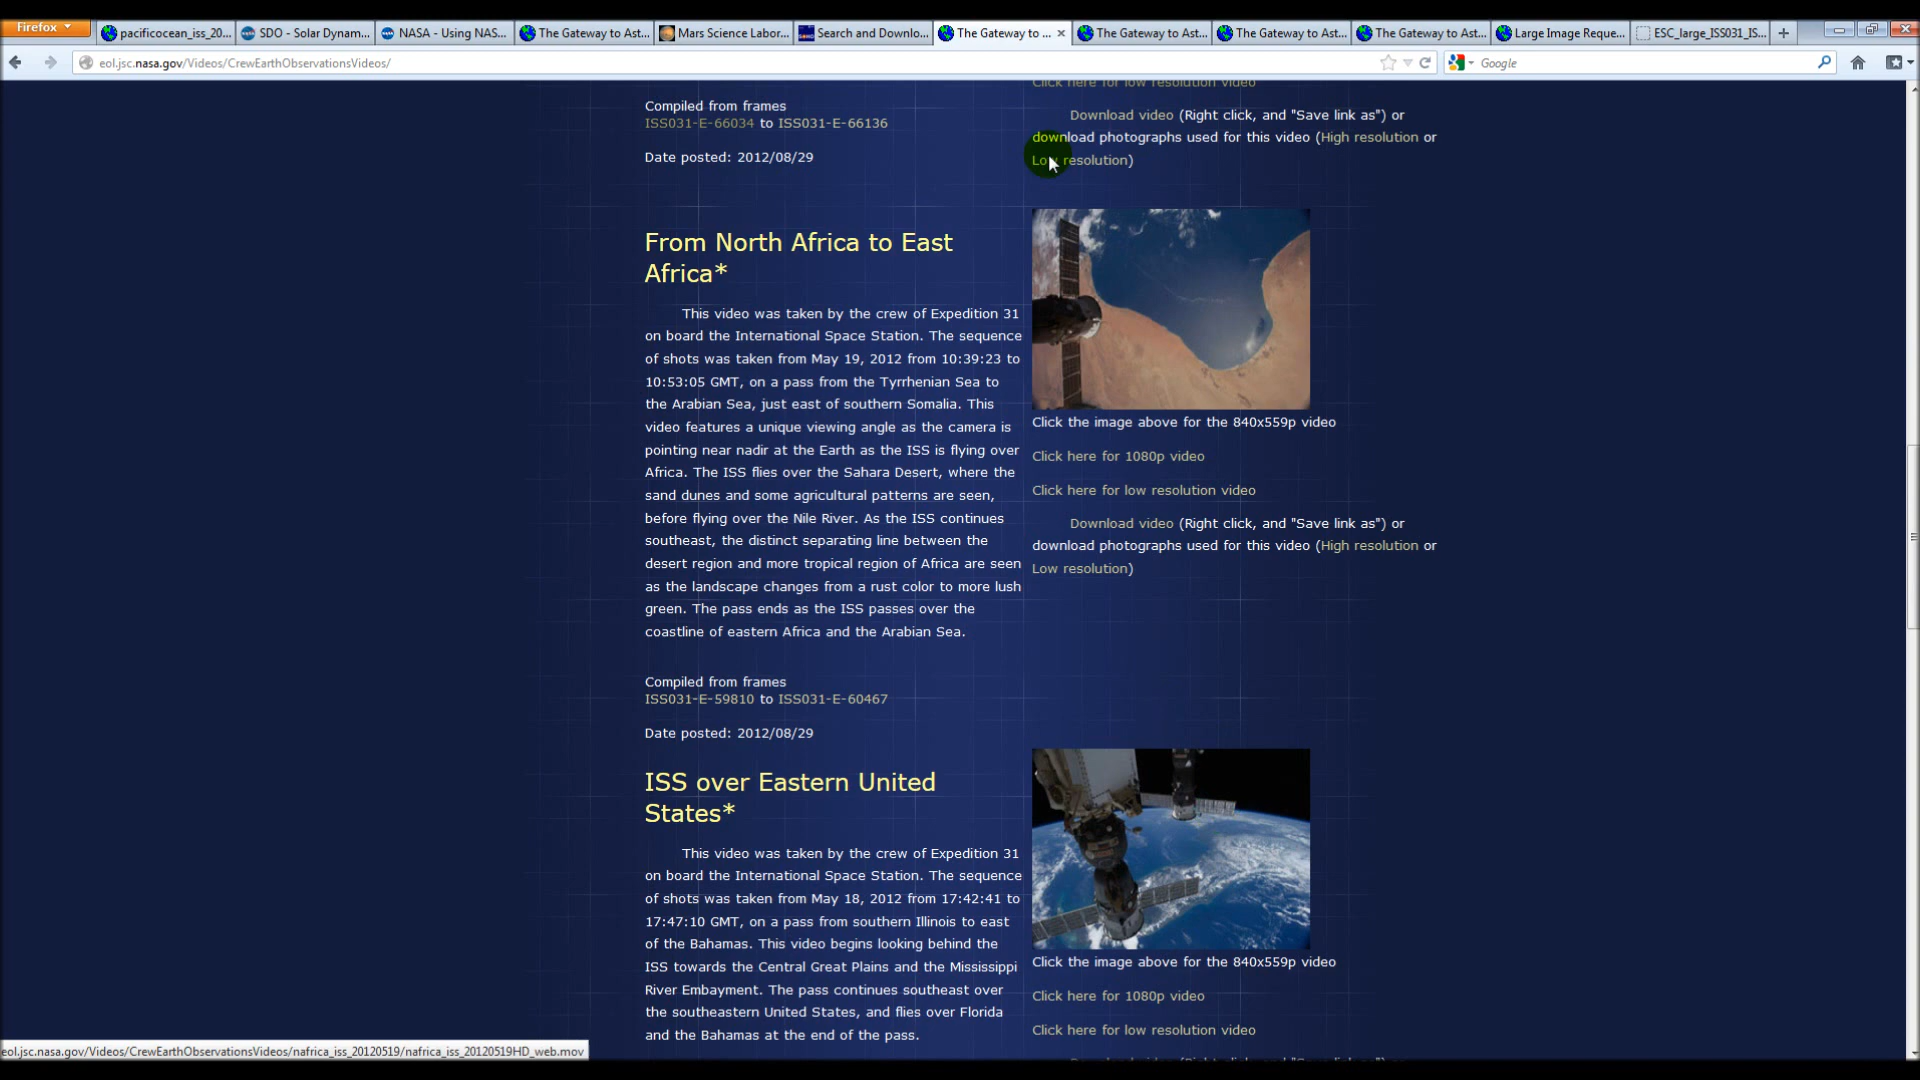 Firefox
pacificocean_iss_20...
SDO - Solar Dynam...
NASA - Using NAS...
The Gateway to Ast...
Mars Science Labor...
Search and Downlo...
The Gateway to ...
The Gateway to Ast...
The Gateway to Ast...
The Gateway to Ast...
Large Image Reque...
ESC_large_ISS031_IS...
eol.jsc.nasa.gov/Videos/CrewEarthObservationsVideos/
Google
Compiled from frames
ISS031-E-66034 to ISS031-E-66136
Date posted: 2012/08/29
Click here for low resolution video
Download video (Right click, and "Save link as") or
download photographs used for this video (High resolution or
Low resolution)
From North Africa to East
Africa*
This video was taken by the crew of Expedition 31
on board the International Space Station. The sequence
of shots was taken from May 19, 2012 from 10:39:23 to
10:53:05 GMT, on a pass from the Tyrrhenian Sea to
the Arabian Sea, just east of southern Somalia. This
video features a unique viewing angle as the camera is
pointing near nadir at the Earth as the ISS is flying over
Africa. The ISS flies over the Sahara Desert, where the
sand dunes and some agricultural patterns are seen,
before flying over the Nile River. As the ISS continues
southeast, the distinct separating line between the
desert region and more tropical region of Africa are seen
as the landscape changes from a rust color to more lush
green. The pass ends as the ISS passes over the
coastline of eastern Africa and the Arabian Sea.
Compiled from frames
ISS031-E-59810 to ISS031-E-60467
Date posted: 2012/08/29
Click the image above for the 840x559p video
Click here for 1080p video
Click here for low resolution video
Download video (Right click, and "Save link as") or
download photographs used for this video (High resolution or
Low resolution)
ISS over Eastern United
States*
This video was taken by the crew of Expedition 31
on board the International Space Station. The sequence
of shots was taken from May 18, 2012 from 17:42:41 to
17:47:10 GMT, on a pass from southern Illinois to east
of the Bahamas. This video begins looking behind the
ISS towards the Central Great Plains and the Mississippi
River Embayment. The pass continues southeast over
the southeastern United States, and flies over Florida
and the Bahamas at the end of the pass.
Click the image above for the 840x559p video
Click here for 1080p video
Click here for low resolution video
eol.jsc.nasa.gov/Videos/CrewEarthObservationsVideos/nafrica_iss_20120519/nafrica_iss_20120519HD_web.mov